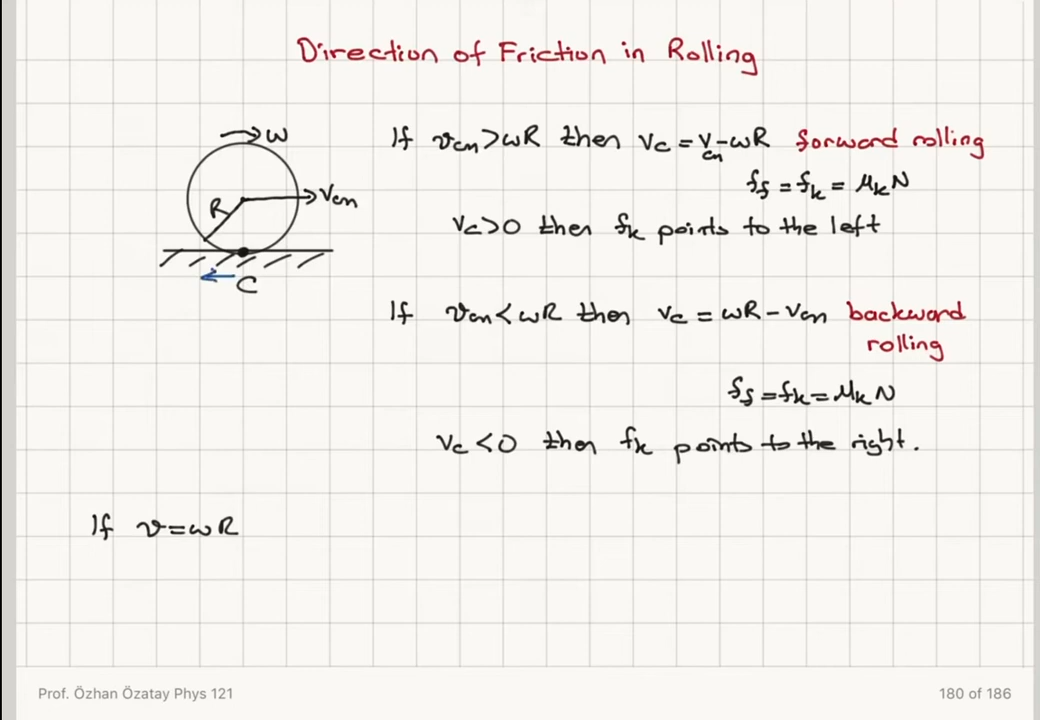 Direction of Friction in Rolling
ω
R
Vcm
C
If vcm>ωR then vc = vcm-ωR forward rolling
fs = fk = μkN
vc>0 then fk points to the left
If vcm<ωR then vc = ωR-vcm backward
rolling
fs = fk = μkN
vc<0 then fk points to the right.
If v=ωR
Prof. Özhan Özatay Phys 121
180 of 186